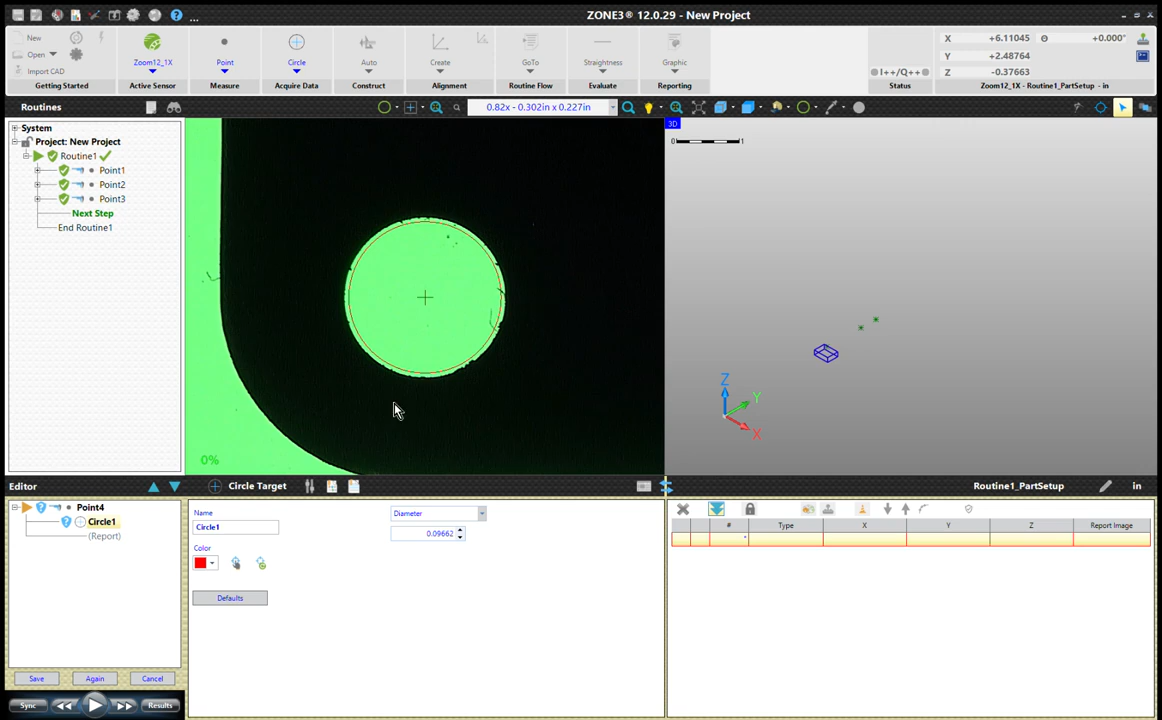 ZONE3® 12.0.29 - New Project
...
New
Open
Import CAD
Zoom12_1X
Point
Circle
Auto
Create
GoTo
Straightness
Graphic
I++/Q++
X +6.11045 Θ +0.000°
Y +2.48764
Z -0.37663
Getting Started
Active Sensor
Measure
Acquire Data
Construct
Alignment
Routine Flow
Evaluate
Reporting
Status
Zoom12_1X - Routine1_PartSetup - in
Routines
0.82x - 0.302in x 0.227in
System
Project: New Project
Routine1
Point1
Point2
Point3
Next Step
End Routine1
0%
3D
0 1
Z
Y
X
Editor
Circle Target
Routine1_PartSetup
in
Point4
Circle1
(Report)
Name
Circle1
Diameter
0.09662
Color
Defaults
# Type X Y Z Report Image
Save
Again
Cancel
Sync
Results